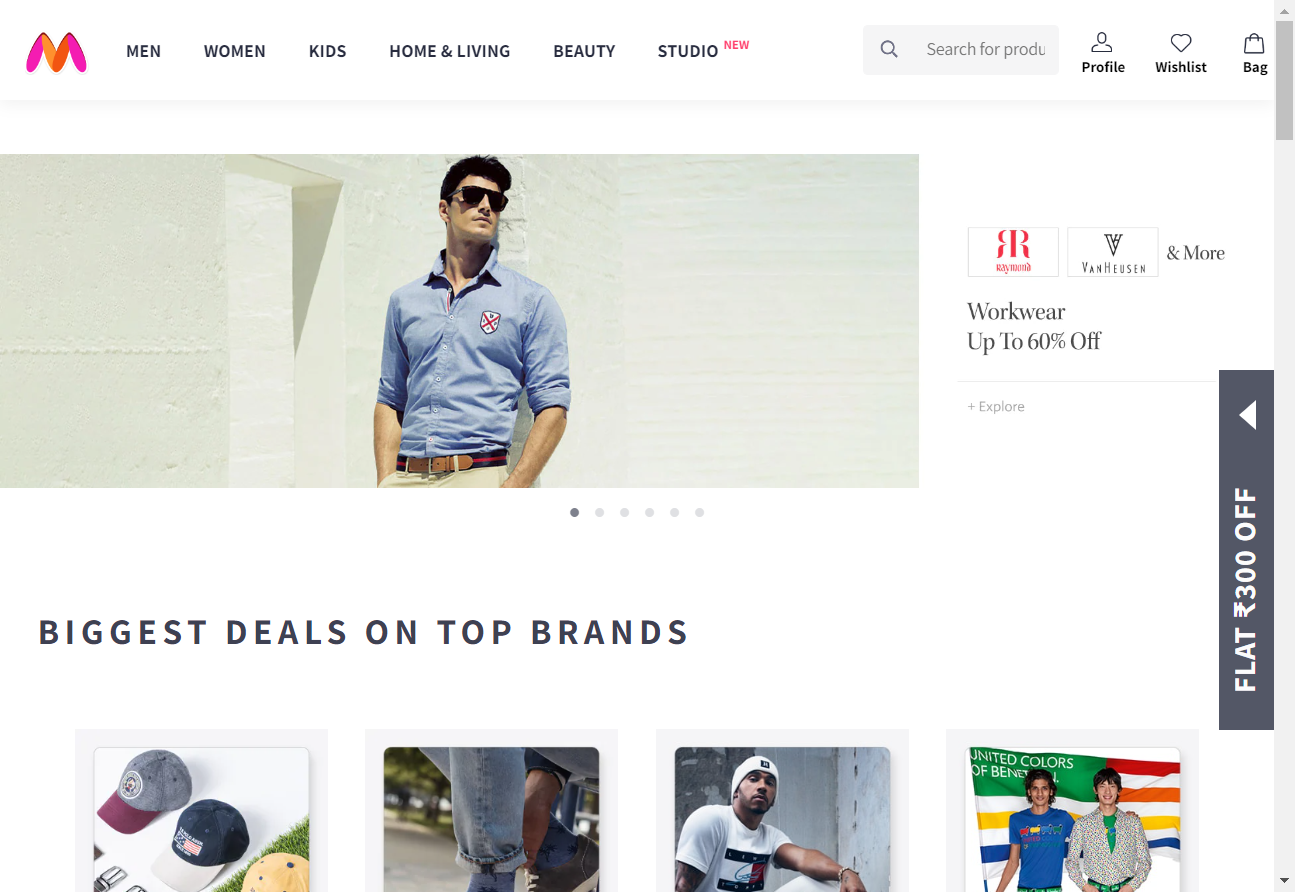 MEN
WOMEN
KIDS
HOME & LIVING
BEAUTY
STUDIO NEW
Search for produ
Profile
Wishlist
Bag
Raymond
VANHEUSEN
& More
Workwear
Up To 60% Off
+ Explore
FLAT ₹300 OFF
BIGGEST DEALS ON TOP BRANDS
UNITED COLORS
OF BENETTON.